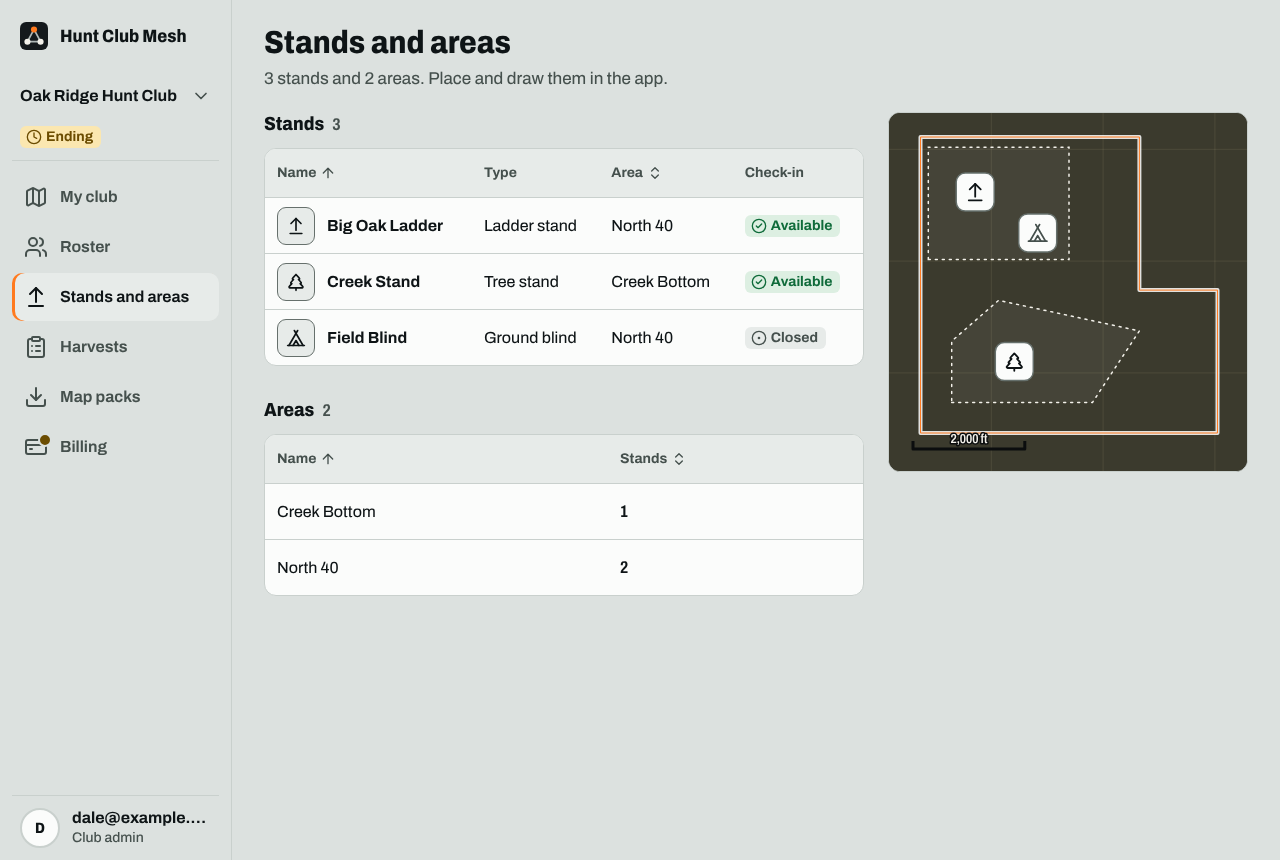 Hunt Club Mesh
Oak Ridge Hunt Club
Ending
My club
Roster
Stands and areas
Harvests
Map packs
Billing
D
dale@example....
Club admin
Stands and areas
3 stands and 2 areas. Place and draw them in the app.
Stands 3
Name Type Area Check-in
Big Oak Ladder Ladder stand North 40 Available
Creek Stand Tree stand Creek Bottom Available
Field Blind Ground blind North 40 Closed
Areas 2
Name Stands
Creek Bottom 1
North 40 2
2,000 ft